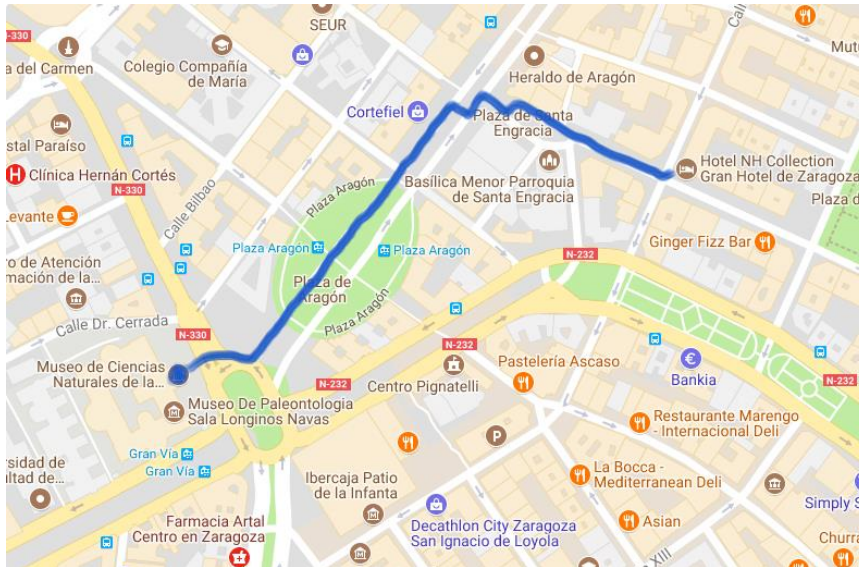 N-330
SEUR
a del Carmen
Colegio Compañía
de María
Heraldo de Aragón
Cortefiel
Plaza de Santa
Engracia
stal Paraíso
Clínica Hernán Cortés
N-330
Calle Bilbao
Plaza Aragón
Basílica Menor Parroquia
de Santa Engracia
Hotel NH Collection
Gran Hotel de Zaragoza
Plaza d
Levante
Plaza Aragón
Plaza Aragón
Ginger Fizz Bar
N-232
ro de Atención
rmación de la...
Plaza de
Aragón
Plaza Aragón
Calle Dr. Cerrada
N-330
Museo de Ciencias
Naturales de la...
N-232
N-232
Pastelería Ascaso
Centro Pignatelli
Bankia
N-232
Museo De Paleontologia
Sala Longinos Navas
Restaurante Marengo
- Internacional Deli
Gran Vía
Gran Vía
P
rsidad de
ultad de...
Ibercaja Patio
de la Infanta
La Bocca -
Mediterranean Deli
Simply S
Decathlon City Zaragoza
San Ignacio de Loyola
Asian
Farmacia Artal
Centro en Zaragoza
XIII
Churra